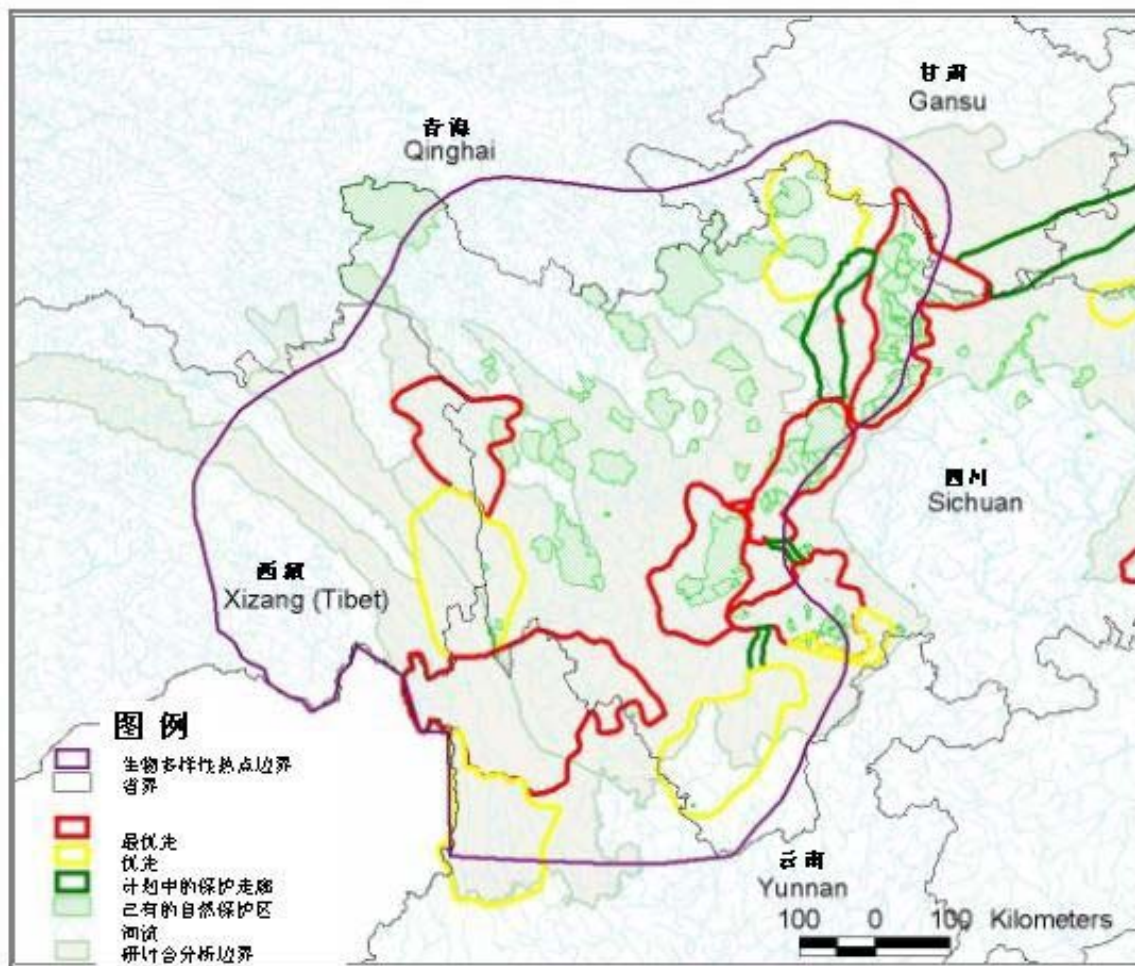 甘肃
Gansu
青海
Qinghai
四川
Sichuan
西藏
Xizang (Tibet)
云南
Yunnan
100 0 100 Kilometers
图例
生物多样性热点边界
省界
最优先
优先
计划中的保护走廊
已有的自然保护区
河流
研讨会分析边界